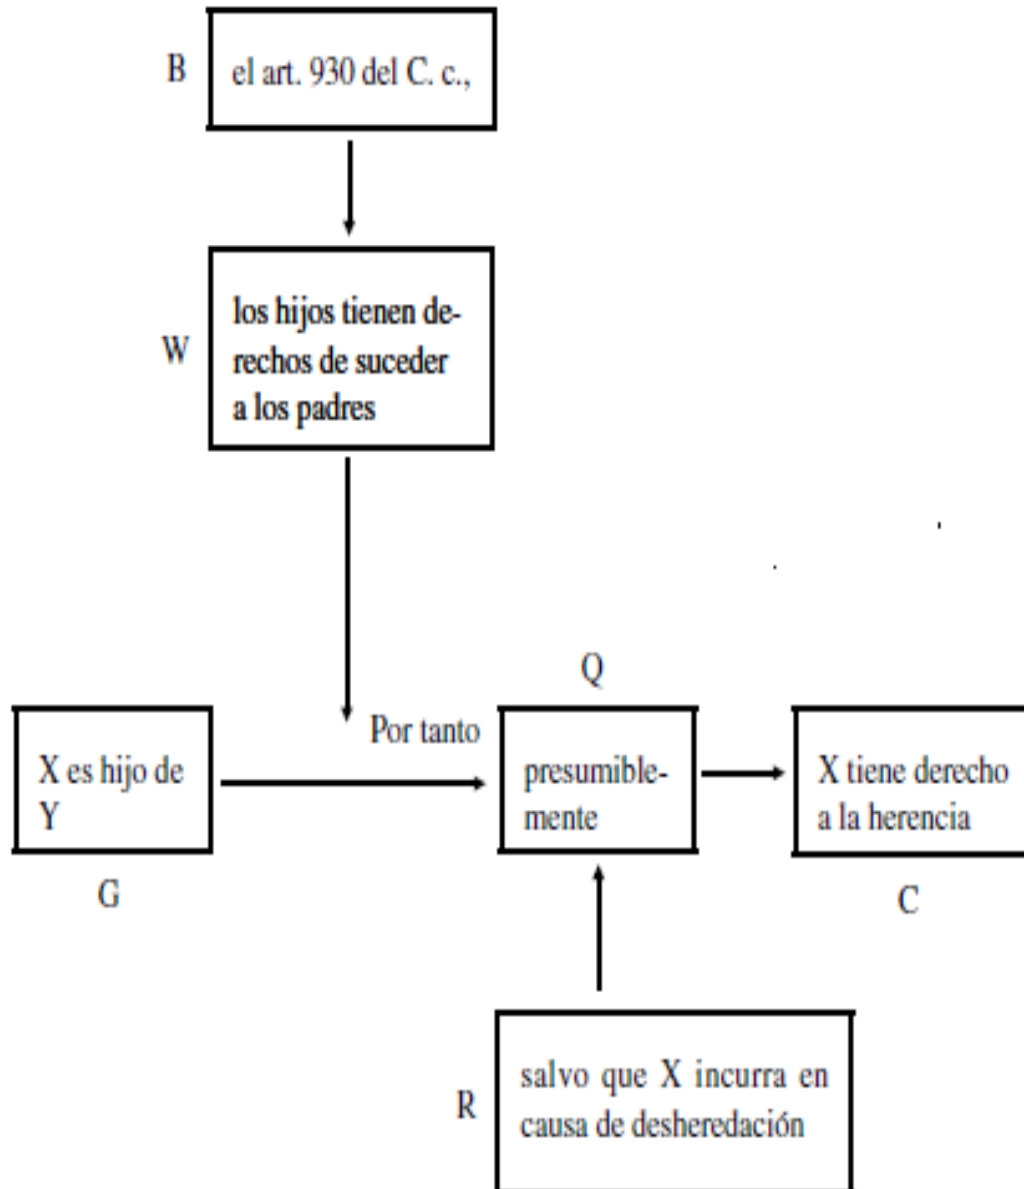 B
el art. 930 del C. c.,
W
los hijos tienen de-
rechos de suceder
a los padres
Q
Por tanto
X es hijo de
Y
presumible-
mente
X tiene derecho
a la herencia
G
C
R
salvo que X incurra en
causa de desheredación